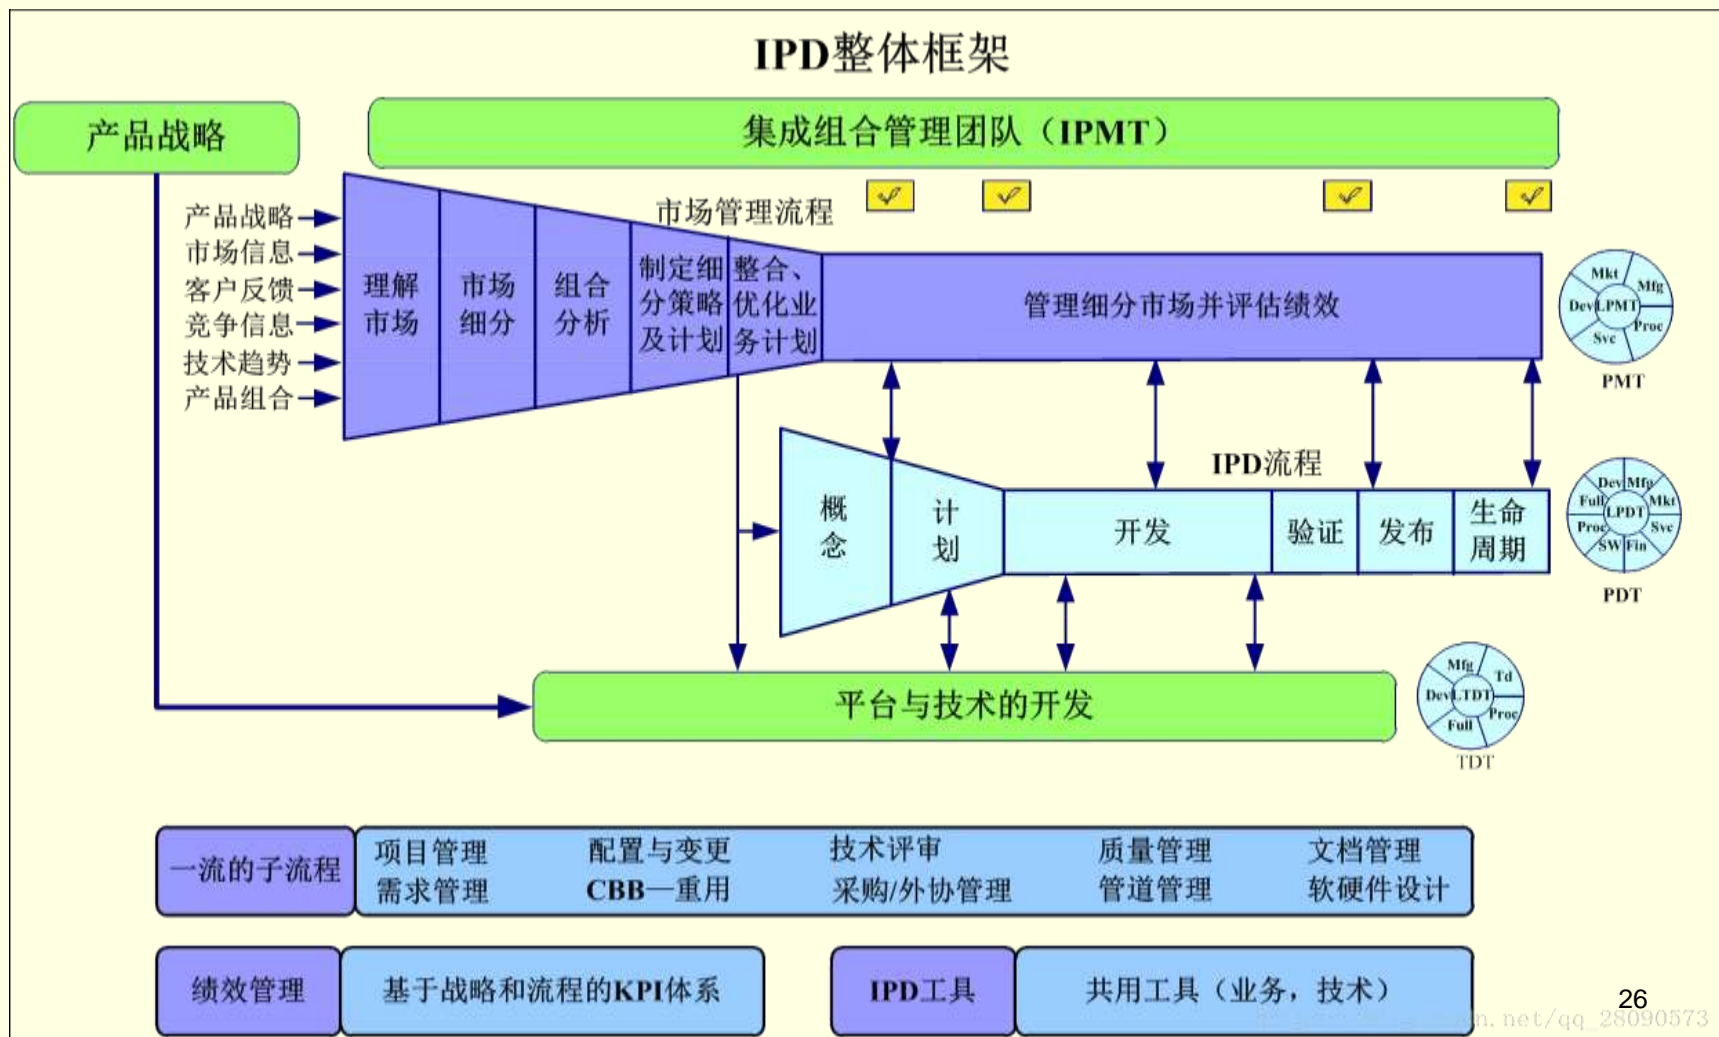 IPD整体框架
产品战略
集成组合管理团队（IPMT）
市场管理流程
产品战略
市场信息
客户反馈
竞争信息
技术趋势
产品组合
理解
市场
市场
细分
组合
分析
制定细
分策略
及计划
整合、
优化业
务计划
管理细分市场并评估绩效
Mkt
Mfg
Dev
LPMT
Proc
Svc
PMT
IPD流程
概
念
计
划
开发
验证
发布
生命
周期
Dev
Mfg
Full
Mkt
LPDT
Proc
Svc
SW
Fin
PDT
平台与技术的开发
Mfg
Td
Dev
LTDT
Proc
Full
TDT
一流的子流程
项目管理 配置与变更 技术评审 质量管理 文档管理
需求管理 CBB—重用 采购/外协管理 管道管理 软硬件设计
绩效管理
基于战略和流程的KPI体系
IPD工具
共用工具（业务，技术）
26
n.net/qq_28090573